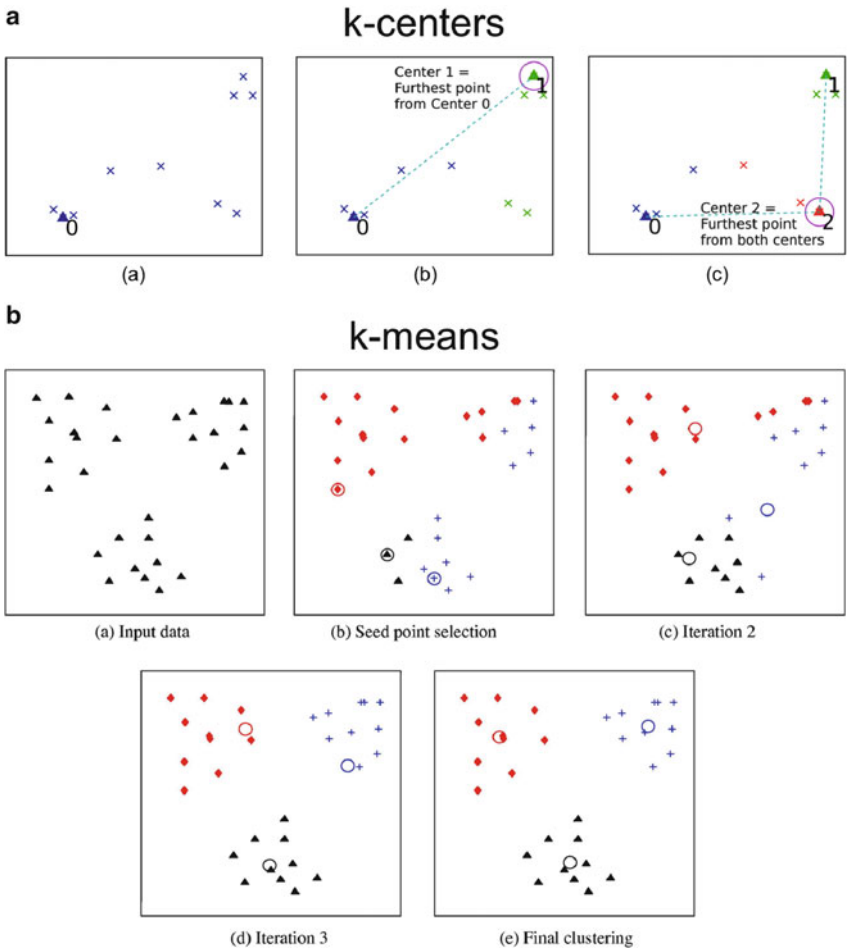 a
k-centers
0
(a)
Center 1 =
Furthest point
from Center 0
1
0
(b)
1
Center 2 =
Furthest point
from both centers
0
2
(c)
b
k-means
(a) Input data
(b) Seed point selection
(c) Iteration 2
(d) Iteration 3
(e) Final clustering